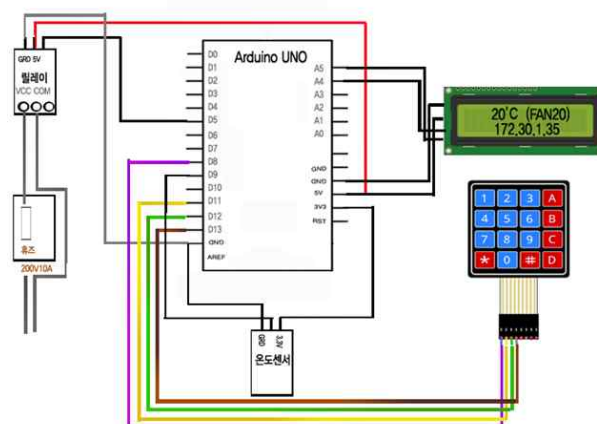 GRD 5V
릴레이
VCC COM
휴즈
200V10A
Arduino UNO
D0
D1
D2
D3
D4
D5
D6
D7
D8
D9
D10
D11
D12
D13
GND
AREF
A5
A4
A3
A2
A1
A0
GND
GND
5V
3V3
RST
20°C (FAN20)
172,30,1,35
1 2 3 A
4 5 6 B
7 8 9 C
* 0 # D
GRD 3.3V
온도센서